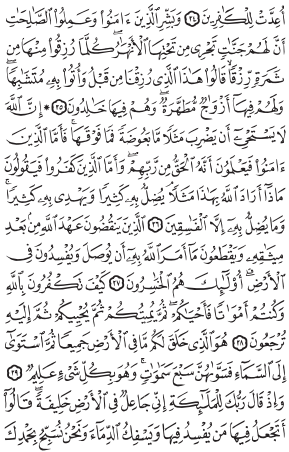 أُعِدَّتْ لِلْكَٰفِرِينَ ﴿٢٤﴾ وَبَشِّرِ ٱلَّذِينَ ءَامَنُوا۟ وَعَمِلُوا۟ ٱلصَّٰلِحَٰتِ
أَنَّ لَهُمْ جَنَّٰتٍ تَجْرِى مِن تَحْتِهَا ٱلْأَنْهَٰرُ ۖ كُلَّمَا رُزِقُوا۟ مِنْهَا مِن
ثَمَرَةٍ رِّزْقًا ۙ قَالُوا۟ هَٰذَا ٱلَّذِى رُزِقْنَا مِن قَبْلُ ۖ وَأُتُوا۟ بِهِۦ مُتَشَٰبِهًا ۖ
وَلَهُمْ فِيهَآ أَزْوَٰجٌ مُّطَهَّرَةٌ ۖ وَهُمْ فِيهَا خَٰلِدُونَ ﴿٢٥﴾ ۞ إِنَّ ٱللَّهَ
لَا يَسْتَحْىِۦٓ أَن يَضْرِبَ مَثَلًا مَّا بَعُوضَةً فَمَا فَوْقَهَا ۚ فَأَمَّا ٱلَّذِينَ
ءَامَنُوا۟ فَيَعْلَمُونَ أَنَّهُ ٱلْحَقُّ مِن رَّبِّهِمْ ۖ وَأَمَّا ٱلَّذِينَ كَفَرُوا۟ فَيَقُولُونَ
مَاذَآ أَرَادَ ٱللَّهُ بِهَٰذَا مَثَلًا ۘ يُضِلُّ بِهِۦ كَثِيرًا وَيَهْدِى بِهِۦ كَثِيرًا ۚ
وَمَا يُضِلُّ بِهِۦٓ إِلَّا ٱلْفَٰسِقِينَ ﴿٢٦﴾ ٱلَّذِينَ يَنقُضُونَ عَهْدَ ٱللَّهِ مِنۢ بَعْدِ
مِيثَٰقِهِۦ وَيَقْطَعُونَ مَآ أَمَرَ ٱللَّهُ بِهِۦٓ أَن يُوصَلَ وَيُفْسِدُونَ فِى
ٱلْأَرْضِ ۚ أُو۟لَٰٓئِكَ هُمُ ٱلْخَٰسِرُونَ ﴿٢٧﴾ كَيْفَ تَكْفُرُونَ بِٱللَّهِ
وَكُنتُمْ أَمْوَٰتًا فَأَحْيَٰكُمْ ۖ ثُمَّ يُمِيتُكُمْ ثُمَّ يُحْيِيكُمْ ثُمَّ إِلَيْهِ
تُرْجَعُونَ ﴿٢٨﴾ هُوَ ٱلَّذِى خَلَقَ لَكُم مَّا فِى ٱلْأَرْضِ جَمِيعًا ثُمَّ ٱسْتَوَىٰٓ
إِلَى ٱلسَّمَآءِ فَسَوَّىٰهُنَّ سَبْعَ سَمَٰوَٰتٍ ۚ وَهُوَ بِكُلِّ شَىْءٍ عَلِيمٌ ﴿٢٩﴾
وَإِذْ قَالَ رَبُّكَ لِلْمَلَٰٓئِكَةِ إِنِّى جَاعِلٌ فِى ٱلْأَرْضِ خَلِيفَةً ۖ قَالُوٓا۟
أَتَجْعَلُ فِيهَا مَن يُفْسِدُ فِيهَا وَيَسْفِكُ ٱلدِّمَآءَ وَنَحْنُ نُسَبِّحُ بِحَمْدِكَ